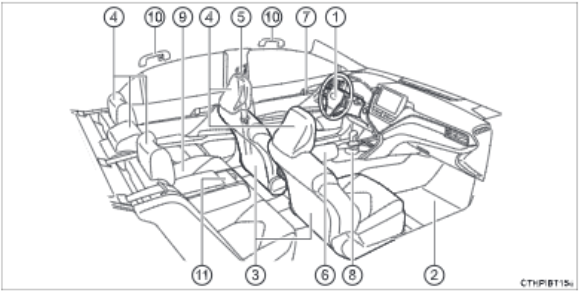 ④ ⑩ ⑨ ④ ⑤ ⑩ ⑦ ①
⑪ ③ ⑥ ⑧ ②
CTHPIBT15